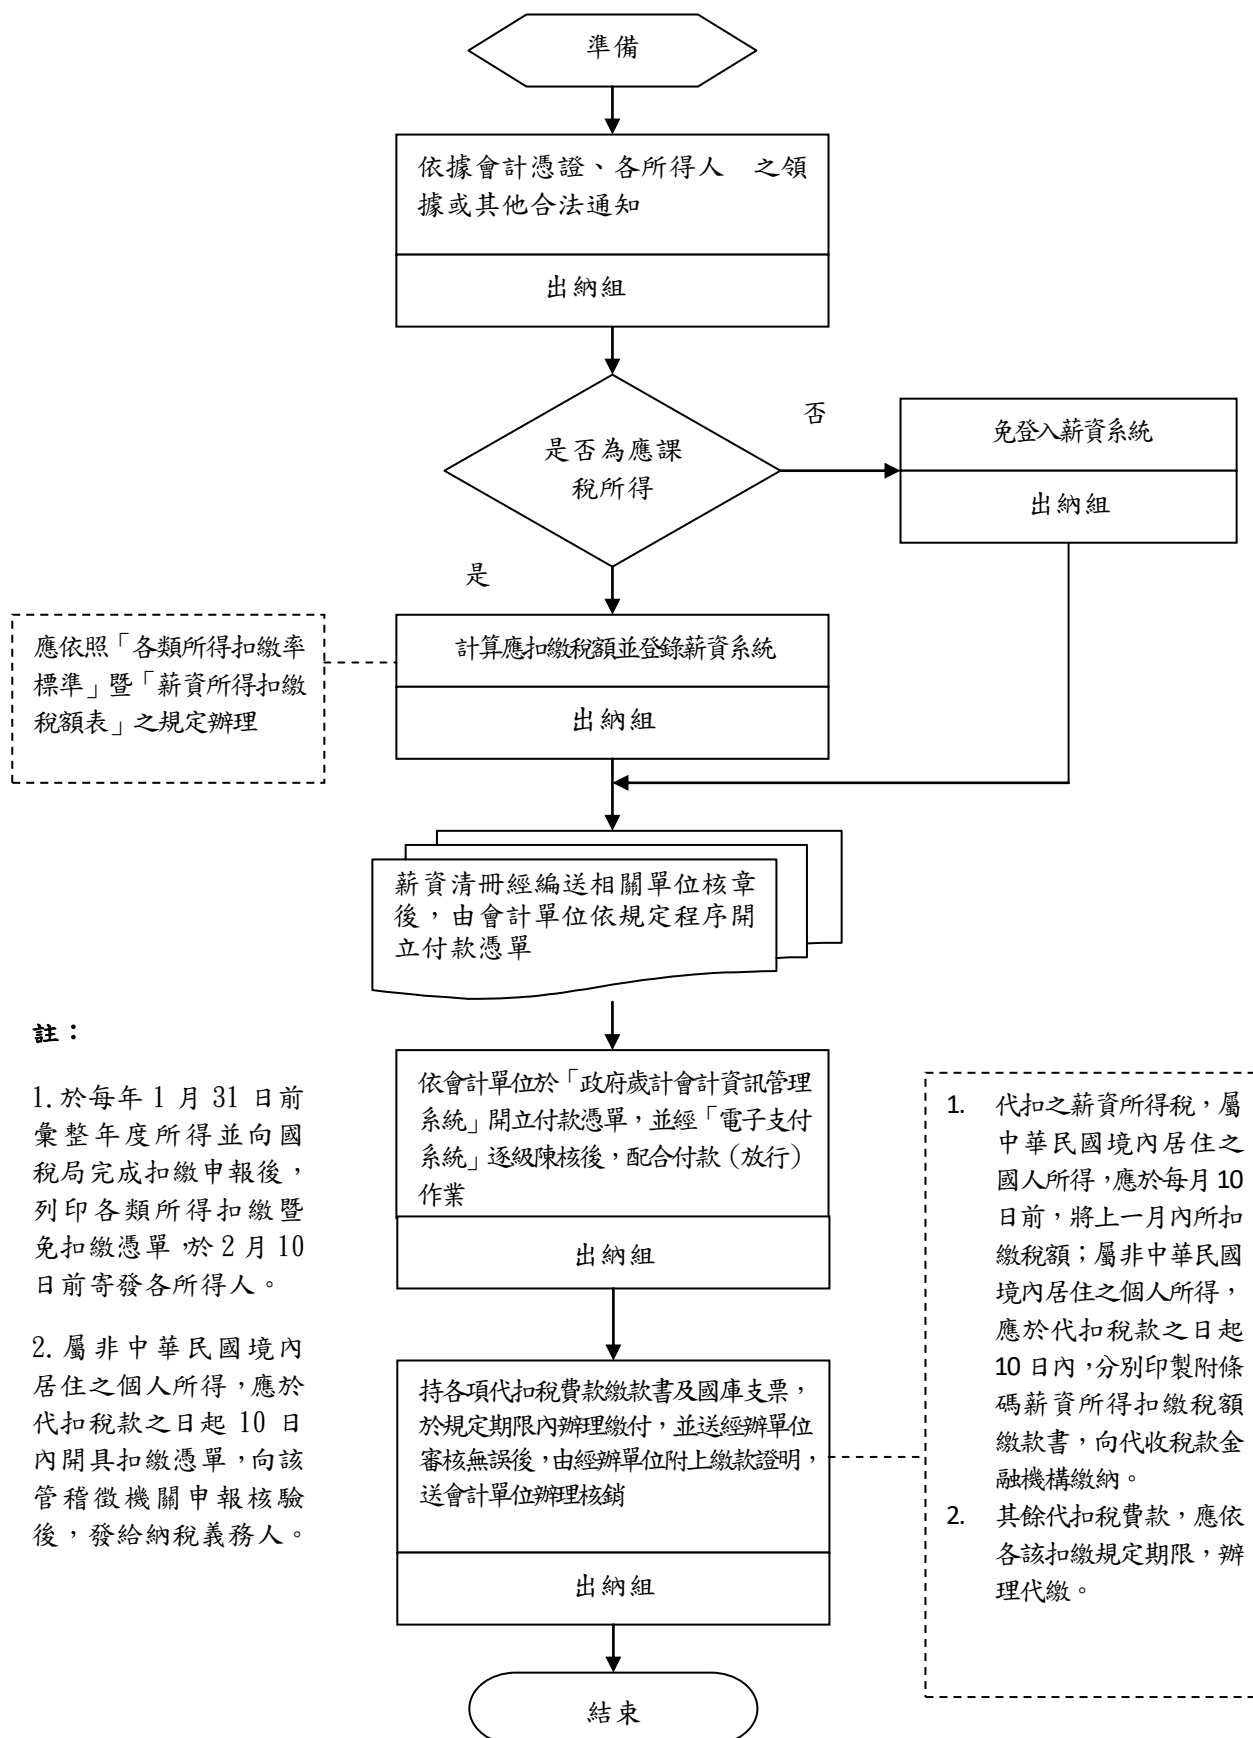 準備
依據會計憑證、各所得人　之領
據或其他合法通知
出納組
是否為應課
稅所得
否
免登入薪資系統
出納組
是
應依照「各類所得扣繳率
標準」暨「薪資所得扣繳
稅額表」之規定辦理
計算應扣繳稅額並登錄薪資系統
出納組
薪資清冊經編送相關單位核章
後，由會計單位依規定程序開
立付款憑單
依會計單位於「政府歲計會計資訊管理
系統」開立付款憑單，並經「電子支付
系統」逐級陳核後，配合付款（放行）
作業
出納組
持各項代扣稅費款繳款書及國庫支票，
於規定期限內辦理繳付，並送經辦單位
審核無誤後，由經辦單位附上繳款證明，
送會計單位辦理核銷
出納組
結束
註：
1.於每年 1 月 31 日前
彙整年度所得並向國
稅局完成扣繳申報後，
列印各類所得扣繳暨
免扣繳憑單，於 2 月 10
日前寄發各所得人。
2.屬非中華民國境內
居住之個人所得，應於
代扣稅款之日起 10 日
內開具扣繳憑單，向該
管稽徵機關申報核驗
後，發給納稅義務人。
1. 代扣之薪資所得稅，屬
中華民國境內居住之
國人所得，應於每月 10
日前，將上一月內所扣
繳稅額；屬非中華民國
境內居住之個人所得，
應於代扣稅款之日起
10 日內，分別印製附條
碼薪資所得扣繳稅額
繳款書，向代收稅款金
融機構繳納。
2. 其餘代扣稅費款，應依
各該扣繳規定期限，辦
理代繳。